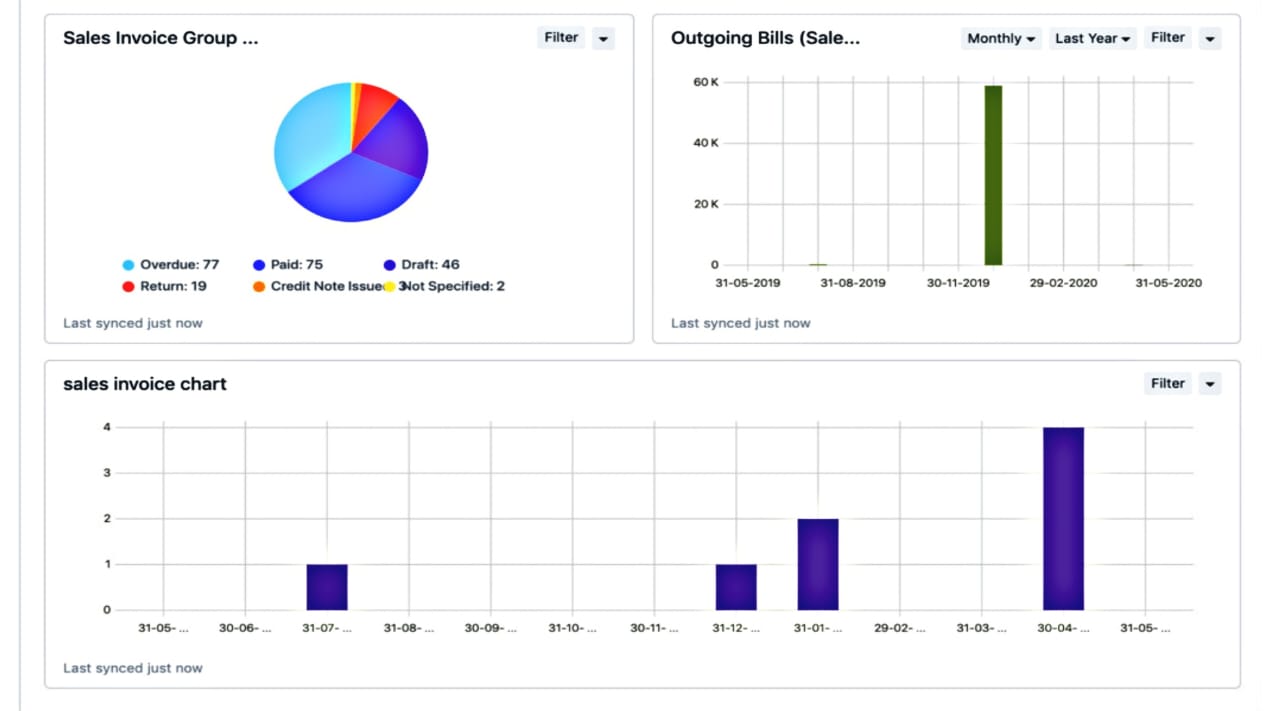 Sales Invoice Group ...
Filter
Overdue: 77
Paid: 75
Draft: 46
Return: 19
Credit Note Issued: 3
Not Specified: 2
Last synced just now
Outgoing Bills (Sale...
Monthly
Last Year
Filter
60 K
40 K
20 K
0
31-05-2019 31-08-2019 30-11-2019 29-02-2020 31-05-2020
Last synced just now
sales invoice chart
Filter
4
3
2
1
0
31-05- ... 30-06- ... 31-07- ... 31-08- ... 30-09- ... 31-10- ... 30-11- ... 31-12- ... 31-01- ... 29-02- ... 31-03- ... 30-04- ... 31-05- ...
Last synced just now